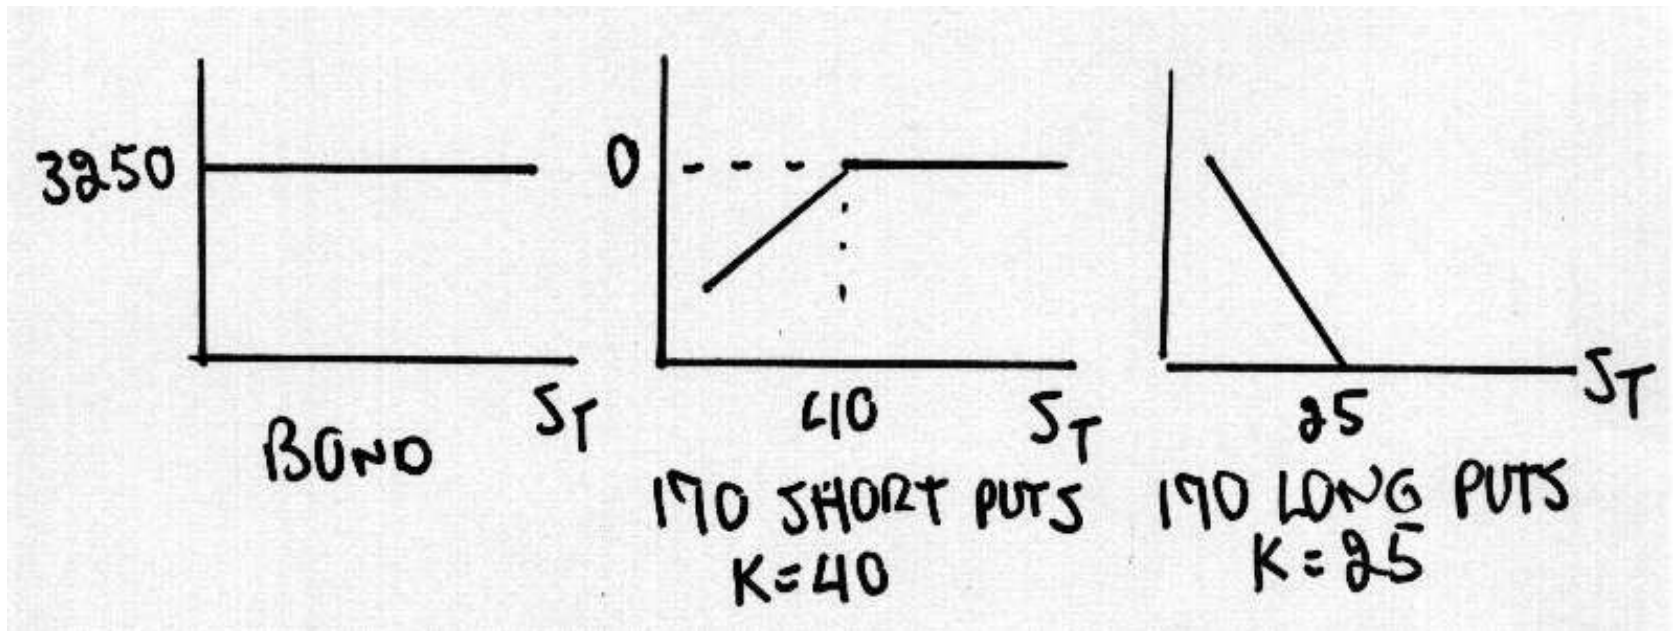 3250
0
40
25
S_T
S_T
S_T
BOND
170 SHORT PUTS
K=40
170 LONG PUTS
K=25